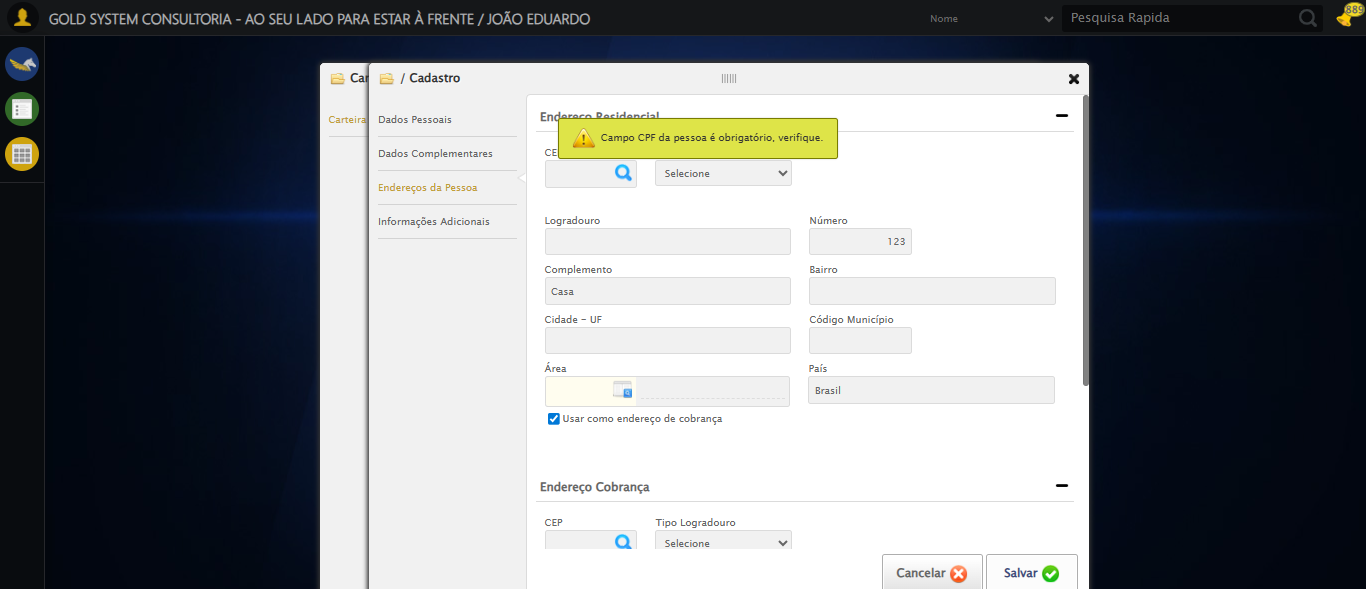 GOLD SYSTEM CONSULTORIA - AO SEU LADO PARA ESTAR À FRENTE / JOÃO EDUARDO
Nome
Pesquisa Rapida
889
Car
/ Cadastro
Carteira
Dados Pessoais
Dados Complementares
Endereços da Pessoa
Informações Adicionais
Endereço Residencial
Campo CPF da pessoa é obrigatório, verifique.
CE
Selecione
Logradouro
Número
123
Complemento
Bairro
Casa
Cidade - UF
Código Município
Área
País
Brasil
Usar como endereço de cobrança
Endereço Cobrança
CEP
Tipo Logradouro
Selecione
Cancelar
Salvar